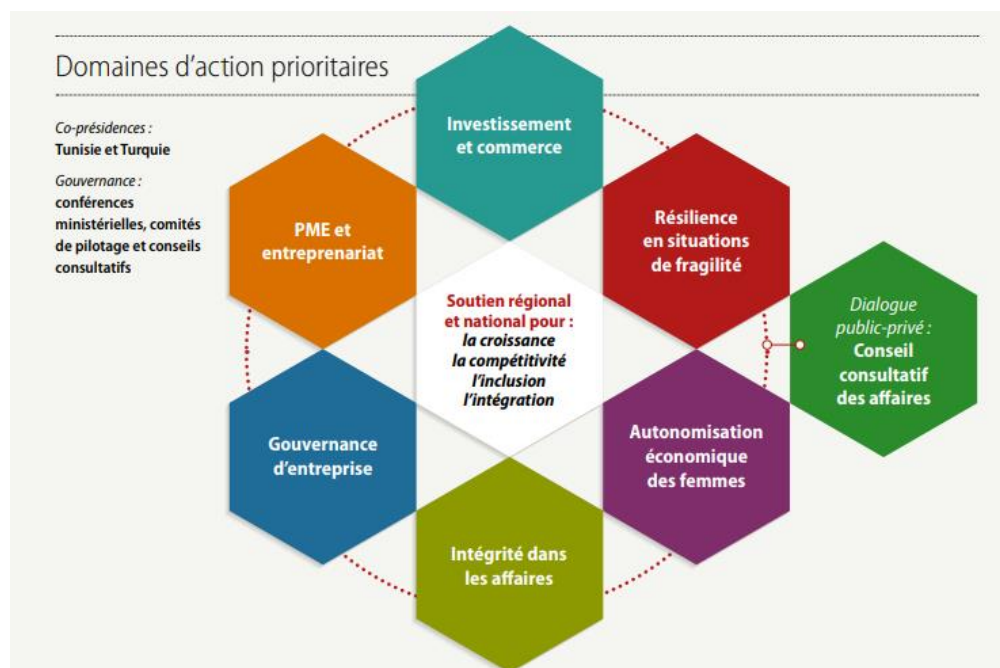 Domaines d’action prioritaires
Co-présidences :
Tunisie et Turquie
Gouvernance :
conférences
ministérielles, comités
de pilotage et conseils
consultatifs
Investissement
et commerce
PME et
entreprenariat
Résilience
en situations
de fragilité
Soutien régional
et national pour :
la croissance
la compétitivité
l’inclusion
l’intégration
Dialogue
public-privé :
Conseil
consultatif
des affaires
Gouvernance
d’entreprise
Autonomisation
économique
des femmes
Intégrité dans
les affaires